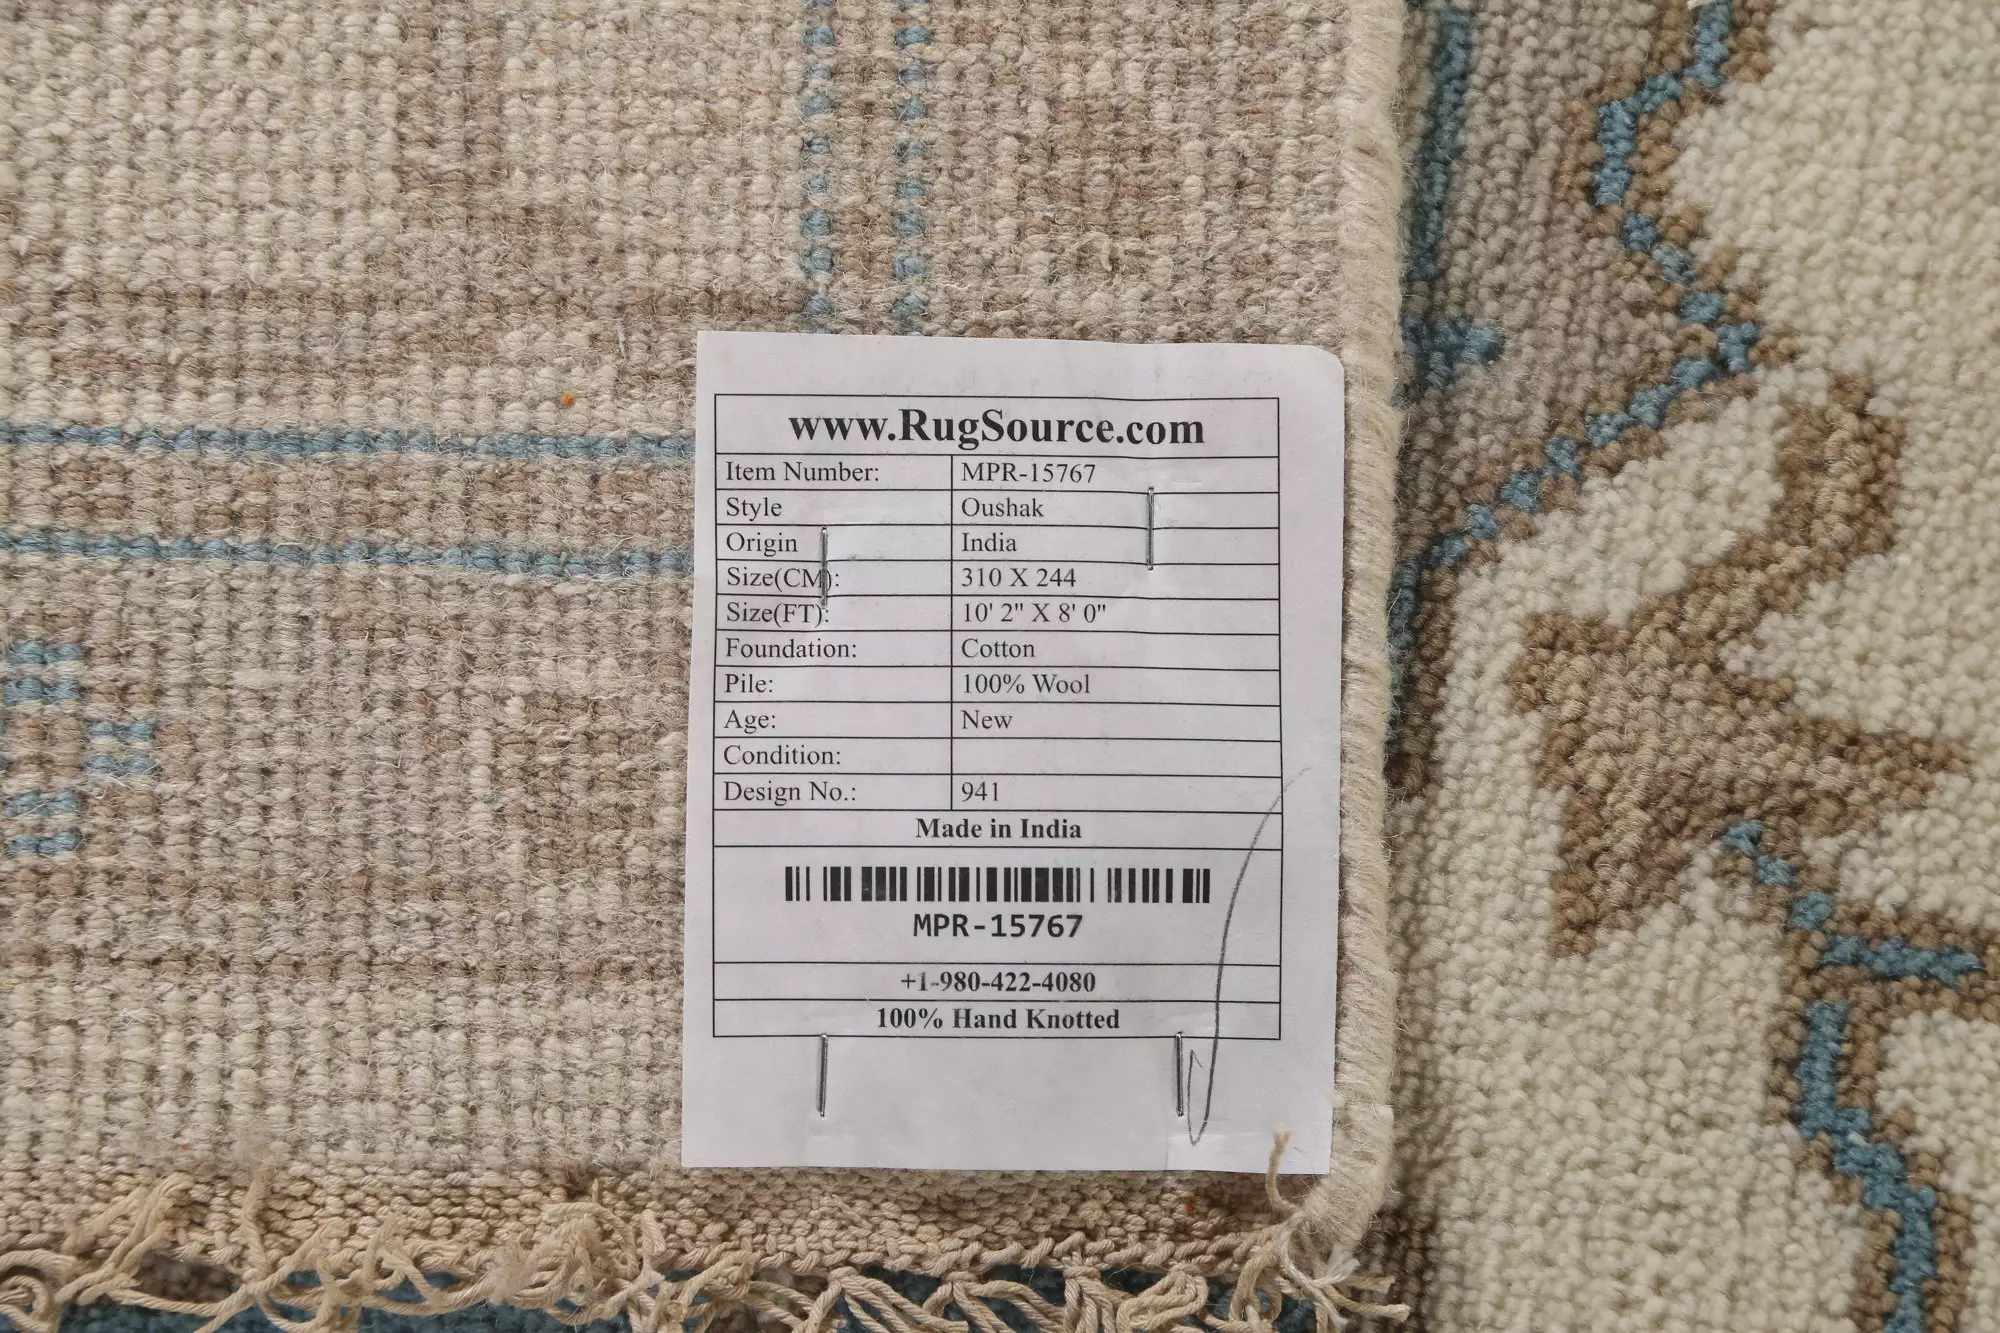 www.RugSource.com
Item Number: MPR-15767
Style Oushak
Origin India
Size(CM): 310 X 244
Size(FT): 10' 2" X 8' 0"
Foundation: Cotton
Pile: 100% Wool
Age: New
Condition:
Design No.: 941
Made in India
MPR-15767
+1-980-422-4080
100% Hand Knotted